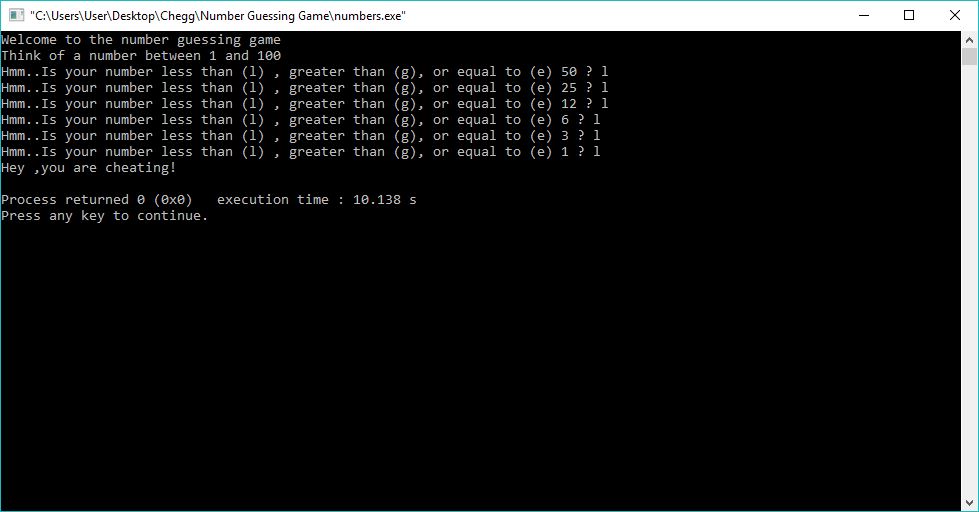 "C:\Users\User\Desktop\Chegg\Number Guessing Game\numbers.exe"
Welcome to the number guessing game
Think of a number between 1 and 100
Hmm..Is your number less than (l) , greater than (g), or equal to (e) 50 ? l
Hmm..Is your number less than (l) , greater than (g), or equal to (e) 25 ? l
Hmm..Is your number less than (l) , greater than (g), or equal to (e) 12 ? l
Hmm..Is your number less than (l) , greater than (g), or equal to (e) 6 ? l
Hmm..Is your number less than (l) , greater than (g), or equal to (e) 3 ? l
Hmm..Is your number less than (l) , greater than (g), or equal to (e) 1 ? l
Hey ,you are cheating!
Process returned 0 (0x0)   execution time : 10.138 s
Press any key to continue.